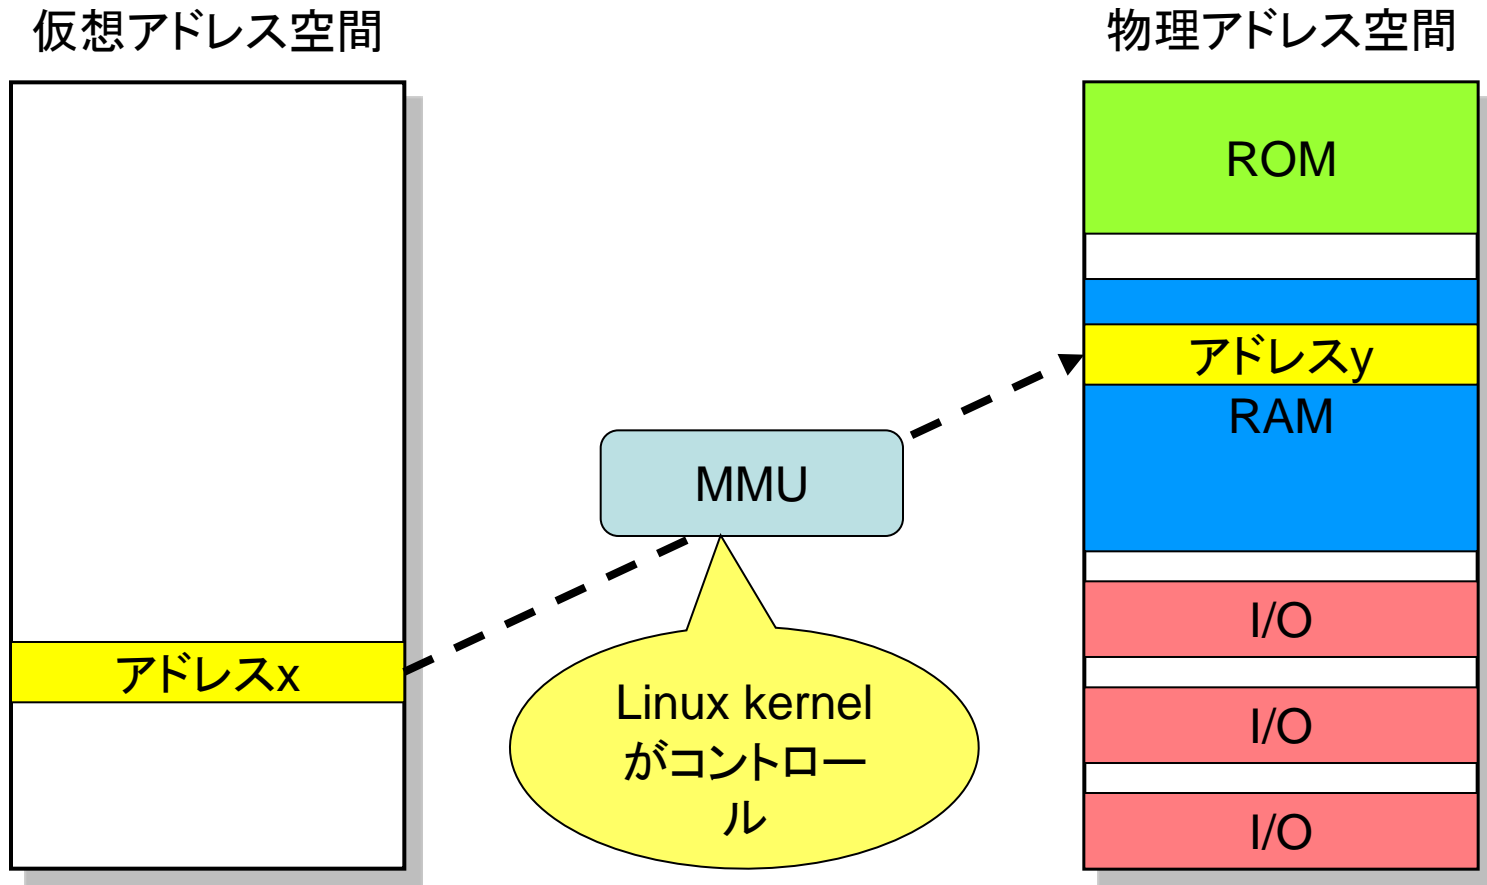 仮想アドレス空間
物理アドレス空間
ROM
アドレスy
RAM
MMU
I/O
アドレスx
Linux kernel
がコントロー
ル
I/O
I/O